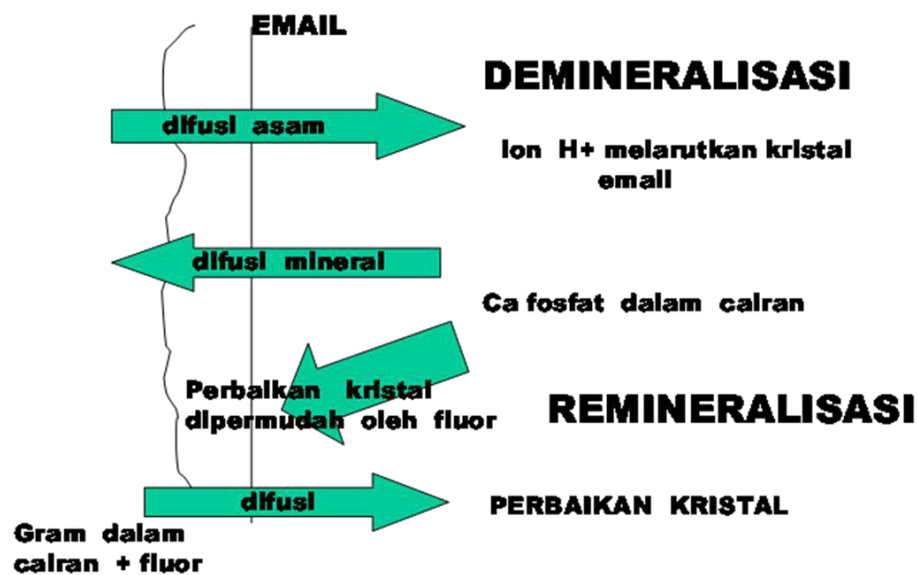 EMAIL
DEMINERALISASI
difusi asam
Ion H+ melarutkan kristal
email
difusi mineral
Ca fosfat dalam cairan
Perbaikan kristal
dipermudah oleh fluor
REMINERALISASI
difusi
PERBAIKAN KRISTAL
Gram dalam
cairan + fluor